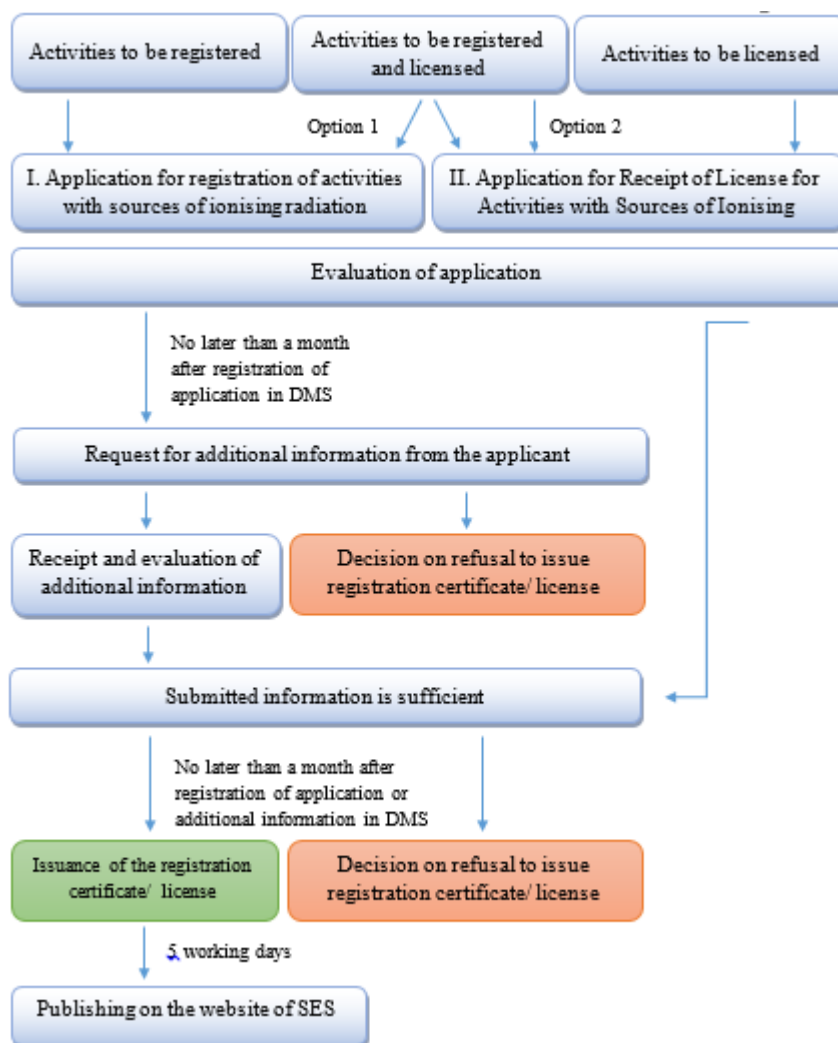 Activities to be registered
Activities to be registered
and licensed
Activities to be licensed
Option 1
Option 2
I. Application for registration of activities
with sources of ionising radiation
II. Application for Receipt of License for
Activities with Sources of Ionising
Evaluation of application
No later than a month
after registration of
application in DMS
Request for additional information from the applicant
Receipt and evaluation of
additional information
Decision on refusal to issue
registration certificate/ license
Submitted information is sufficient
No later than a month after
registration of application or
additional information in DMS
Issuance of the registration
certificate/ license
Decision on refusal to issue
registration certificate/ license
5 working days
Publishing on the website of SES